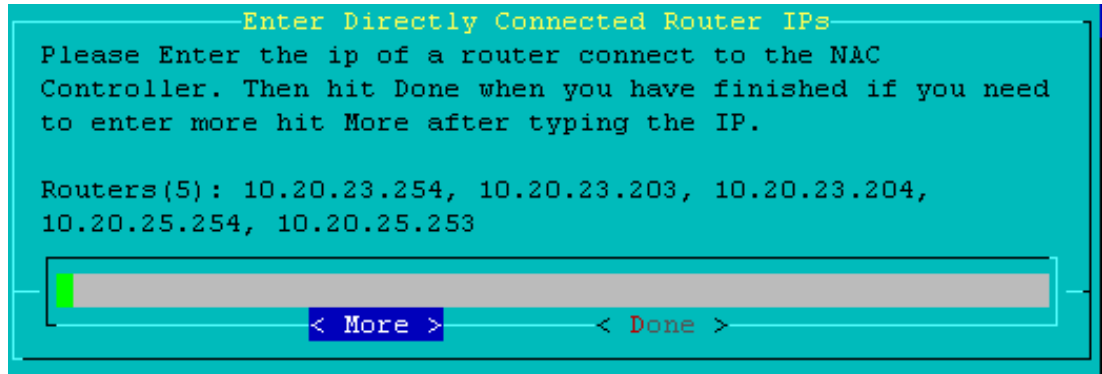 Enter Directly Connected Router IPs
Please Enter the ip of a router connect to the NAC
Controller. Then hit Done when you have finished if you need
to enter more hit More after typing the IP.
Routers(5): 10.20.23.254, 10.20.23.203, 10.20.23.204,
10.20.25.254, 10.20.25.253
< More > < Done >